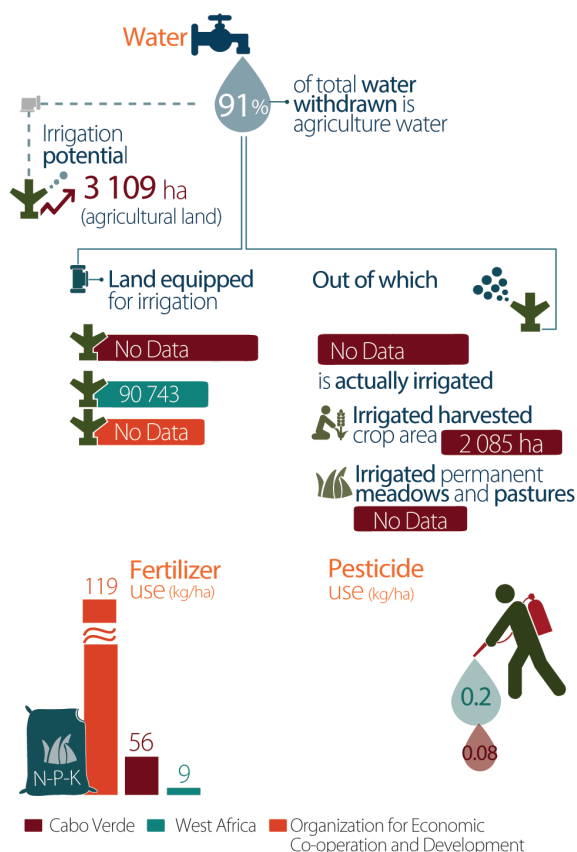 Water
91%
of total water
withdrawn is
agriculture water
Irrigation
potential
3 109 ha
(agricultural land)
Land equipped
for irrigation
No Data
90 743
No Data
Out of which
No Data
is actually irrigated
Irrigated harvested
crop area
2 085 ha
Irrigated permanent
meadows and pastures
No Data
Fertilizer
use (kg/ha)
119
56
9
N-P-K
Pesticide
use (kg/ha)
0.2
0.08
Cabo Verde
West Africa
Organization for Economic
Co-operation and Development